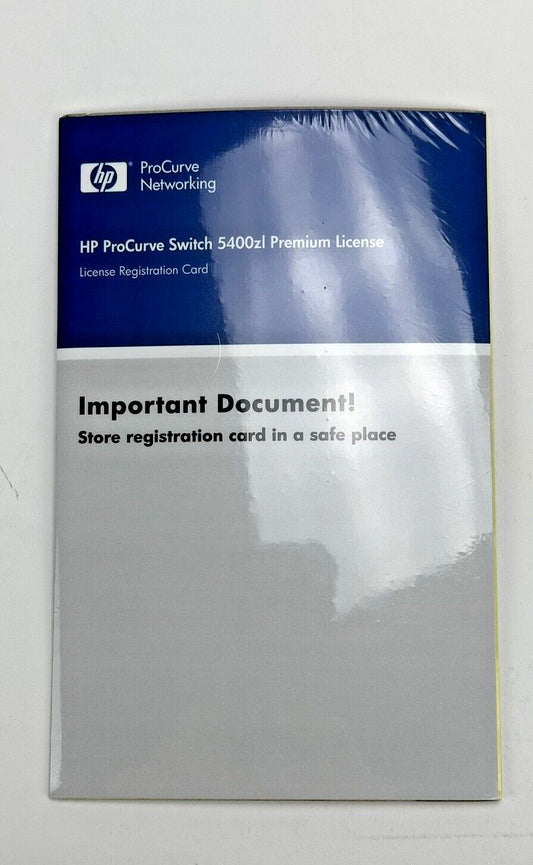 hp
ProCurve
Networking
HP ProCurve Switch 5400zl Premium License
License Registration Card
Important Document!
Store registration card in a safe place